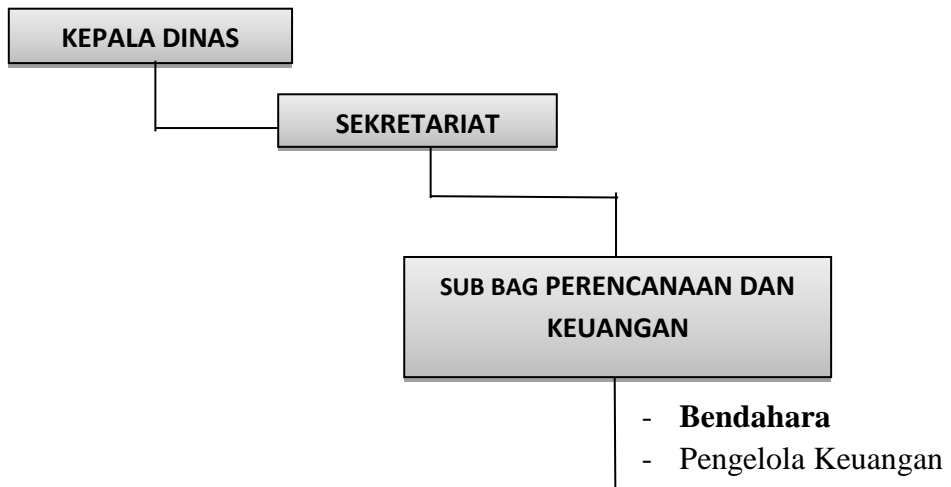 KEPALA DINAS
SEKRETARIAT
SUB BAG PERENCANAAN DAN
KEUANGAN
- Bendahara
- Pengelola Keuangan